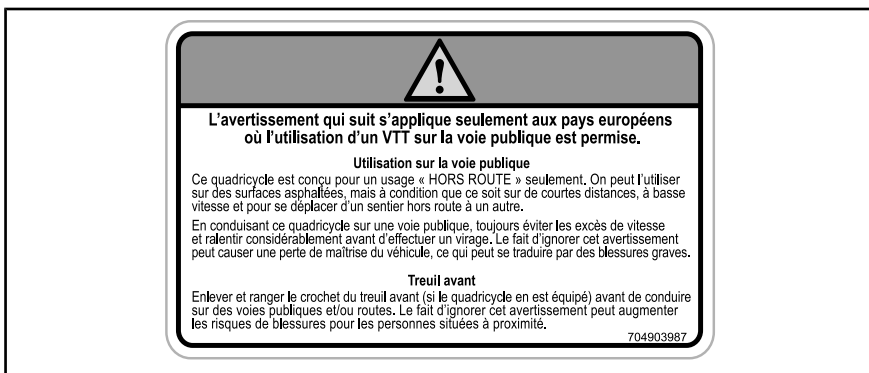 L'avertissement qui suit s'applique seulement aux pays européens
où l'utilisation d'un VTT sur la voie publique est permise.
Utilisation sur la voie publique
Ce quadricycle est conçu pour un usage « HORS ROUTE » seulement. On peut l'utiliser
sur des surfaces asphaltées, mais à condition que ce soit sur de courtes distances, à basse
vitesse et pour se déplacer d'un sentier hors route à un autre.
En conduisant ce quadricycle sur une voie publique, toujours éviter les excès de vitesse
et ralentir considérablement avant d'effectuer un virage. Le fait d'ignorer cet avertissement
peut causer une perte de maîtrise du véhicule, ce qui peut se traduire par des blessures graves.
Treuil avant
Enlever et ranger le crochet du treuil avant (si le quadricycle en est équipé) avant de conduire
sur des voies publiques et/ou routes. Le fait d'ignorer cet avertissement peut augmenter
les risques de blessures pour les personnes situées à proximité.
704903987